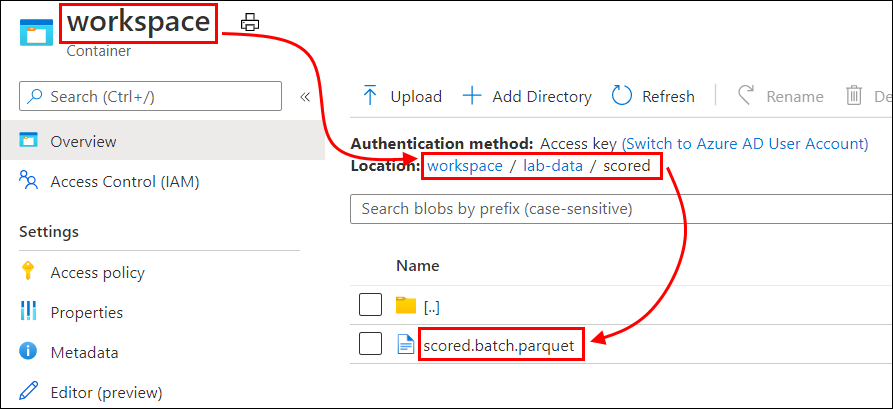 workspace
Container
Search (Ctrl+/)
«
Overview
Access Control (IAM)
Settings
Access policy
Properties
Metadata
Editor (preview)
Upload
Add Directory
Refresh
Rename
De
Authentication method: Access key (Switch to Azure AD User Account)
Location: workspace / lab-data / scored
Search blobs by prefix (case-sensitive)
Name
[..]
scored.batch.parquet